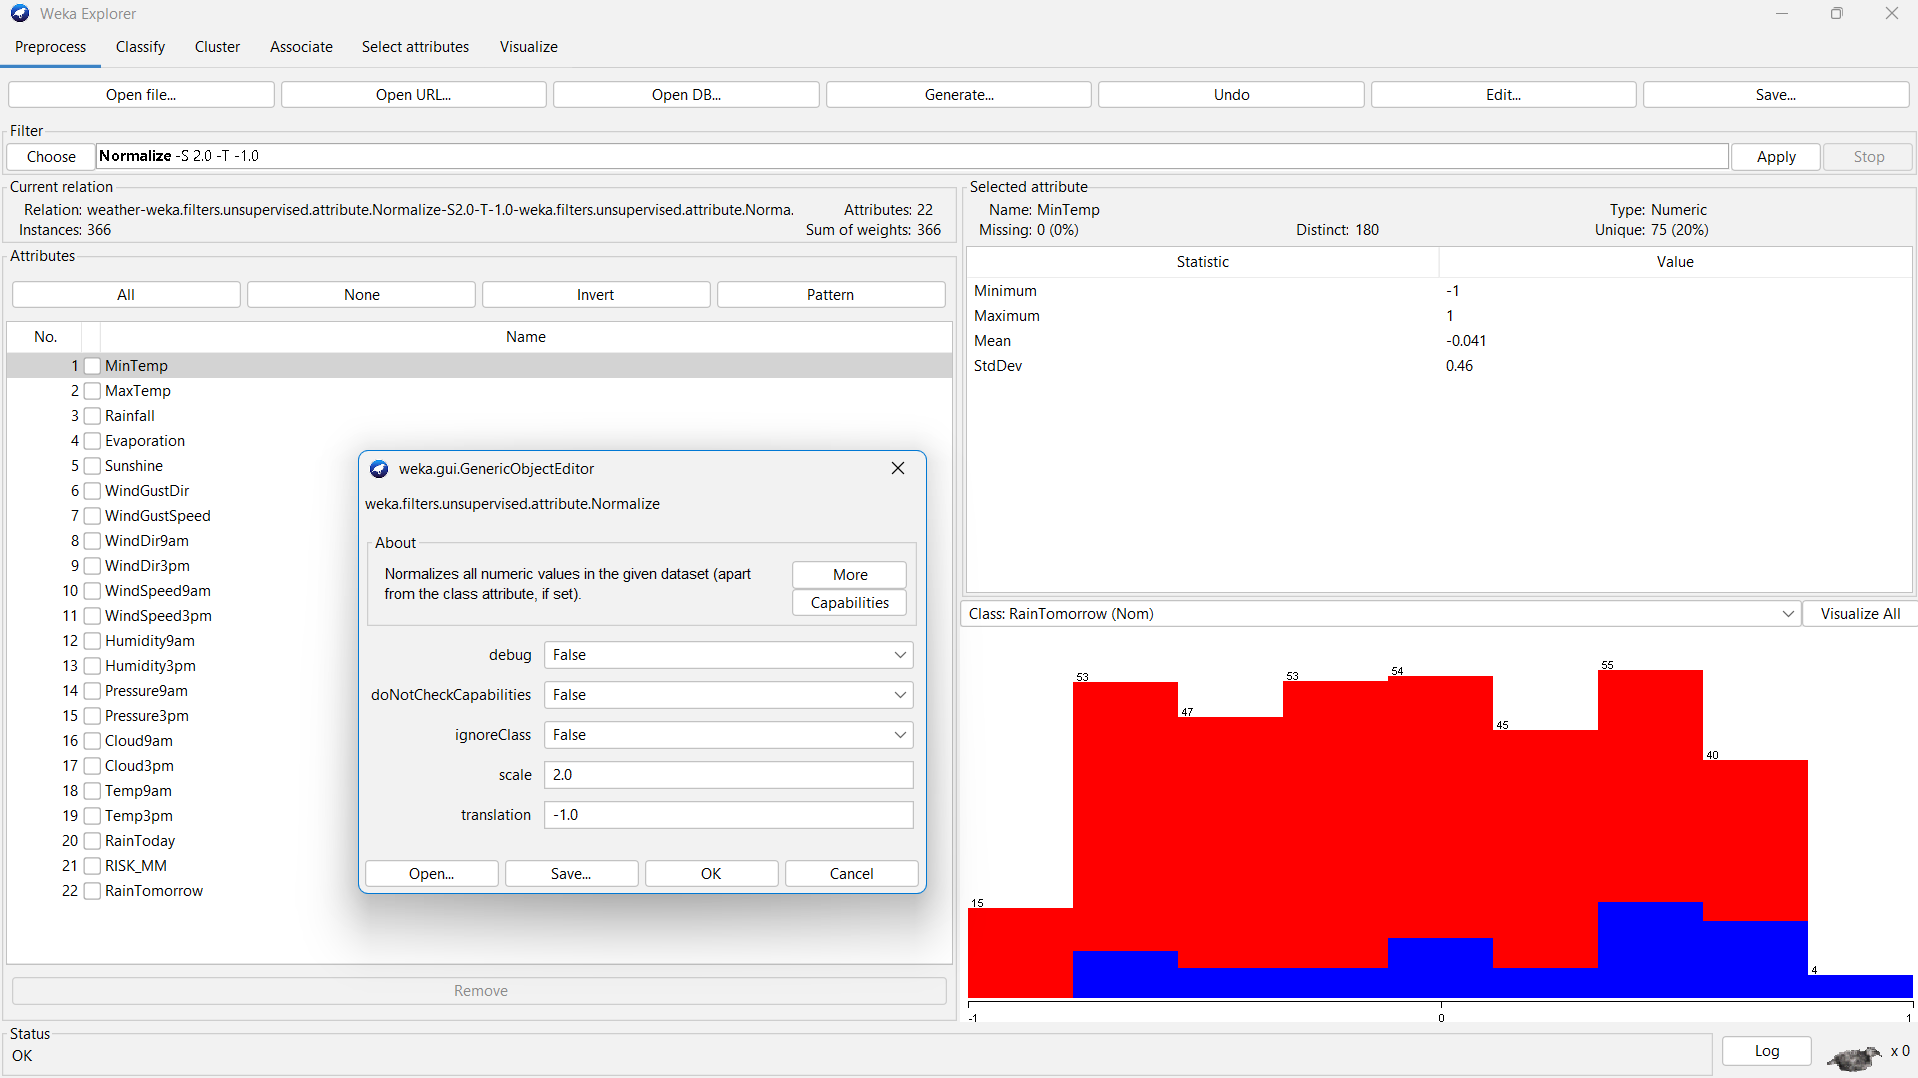 Weka Explorer
Preprocess Classify Cluster Associate Select attributes Visualize
Open file... Open URL... Open DB... Generate... Undo Edit... Save...
Filter
Choose Normalize -S 2.0 -T -1.0 Apply Stop
Current relation
Relation: weather-weka.filters.unsupervised.attribute.Normalize-S2.0-T-1.0-weka.filters.unsupervised.attribute.Norma. Attributes: 22
Instances: 366 Sum of weights: 366
Attributes
All None Invert Pattern
No. Name
1 MinTemp
2 MaxTemp
3 Rainfall
4 Evaporation
5 Sunshine
6 WindGustDir
7 WindGustSpeed
8 WindDir9am
9 WindDir3pm
10 WindSpeed9am
11 WindSpeed3pm
12 Humidity9am
13 Humidity3pm
14 Pressure9am
15 Pressure3pm
16 Cloud9am
17 Cloud3pm
18 Temp9am
19 Temp3pm
20 RainToday
21 RISK_MM
22 RainTomorrow
Remove
weka.gui.GenericObjectEditor
weka.filters.unsupervised.attribute.Normalize
About
Normalizes all numeric values in the given dataset (apart
from the class attribute, if set).
More
Capabilities
debug False
doNotCheckCapabilities False
ignoreClass False
scale 2.0
translation -1.0
Open... Save... OK Cancel
Selected attribute
Name: MinTemp Type: Numeric
Missing: 0 (0%) Distinct: 180 Unique: 75 (20%)
Statistic Value
Minimum -1
Maximum 1
Mean -0.041
StdDev 0.46
Class: RainTomorrow (Nom) Visualize All
15 53 47 53 54 45 55 40 4
-1 0 1
Status
OK
Log x 0